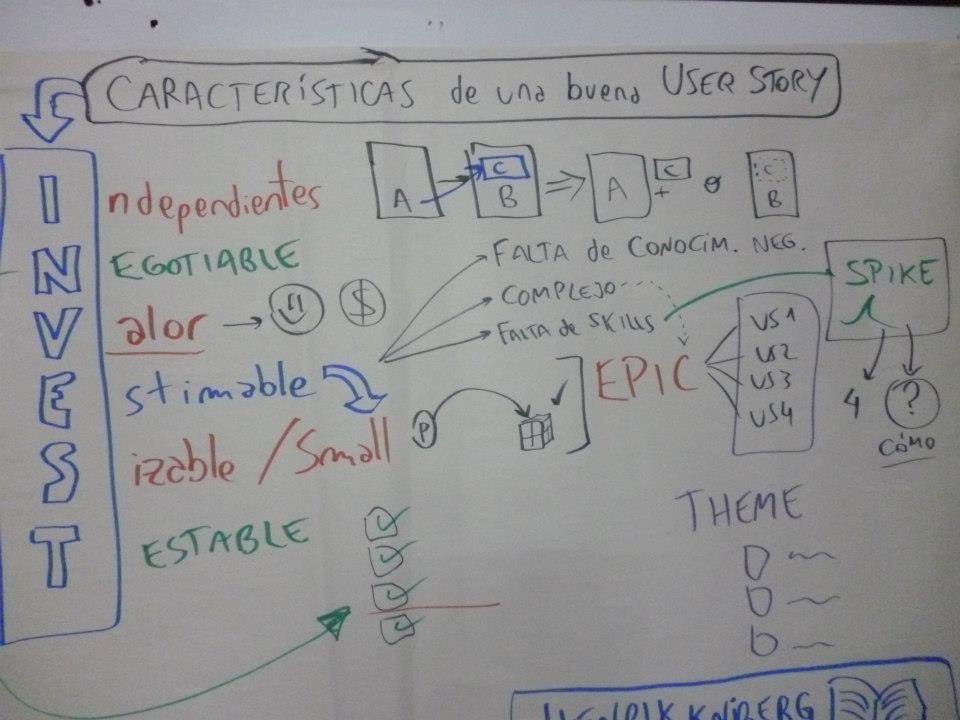 CARACTERÍSTICAS de una buena USER STORY
I ndependientes
A C B ⇒ A C + o C B
N EGOTIABLE
V alor → $
FALTA de CONOCIM. NEG.
COMPLEJO
FALTA de SKILLS
SPIKE
4 ?
CÓMO
E stimable
S izable / Small
P
EPIC
US1
US2
US3
US4
T ESTABLE
THEME
HENRIK KNIBERG